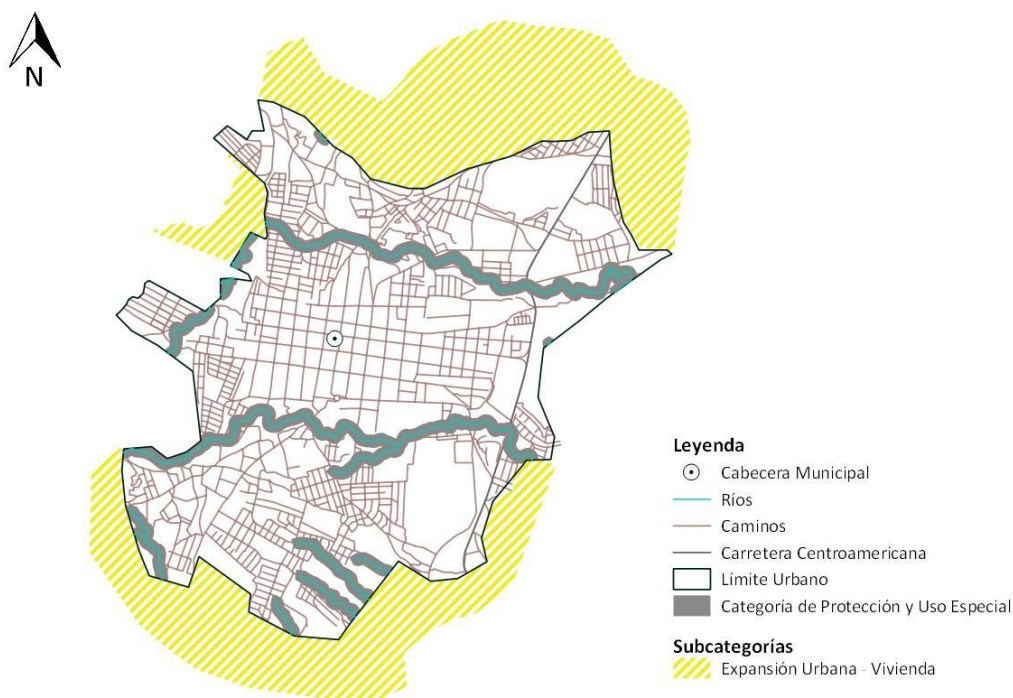 N
Leyenda
Cabecera Municipal
Ríos
Caminos
Carretera Centroamericana
Límite Urbano
Categoría de Protección y Uso Especial
Subcategorías
Expansión Urbana - Vivienda